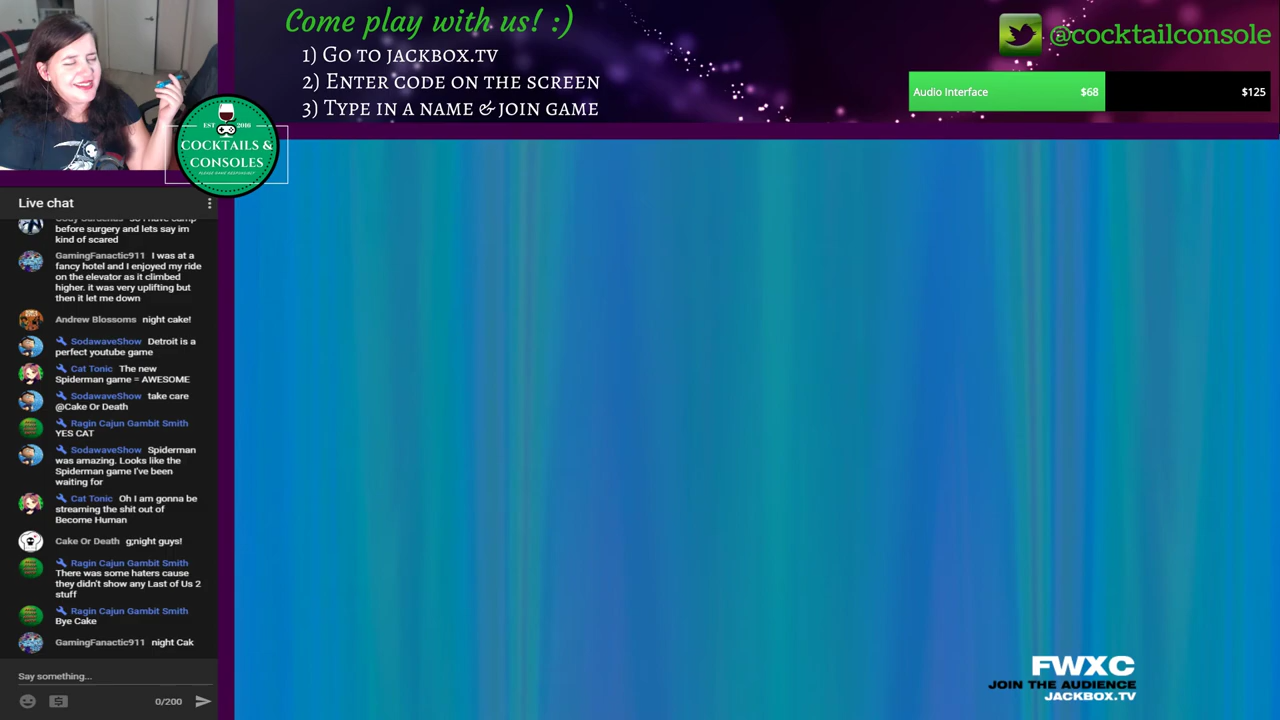 Come play with us! :)
1) Go to jackbox.tv
2) Enter code on the screen
3) Type in a name & join game
@cocktailconsole
Audio Interface $68 $125
EST 2016
COCKTAILS &
CONSOLES
PLEASE GAME RESPONSIBLY
Live chat
so i have camp
before surgery and lets say im
kind of scared
GamingFanactic911 I was at a
fancy hotel and I enjoyed my ride
on the elevator as it climbed
higher. it was very uplifting but
then it let me down
Andrew Blossoms night cake!
SodawaveShow Detroit is a
perfect youtube game
Cat Tonic The new
Spiderman game = AWESOME
SodawaveShow take care
@Cake Or Death
Ragin Cajun Gambit Smith
YES CAT
SodawaveShow Spiderman
was amazing. Looks like the
Spiderman game I've been
waiting for
Cat Tonic Oh I am gonna be
streaming the shit out of
Become Human
Cake Or Death g;night guys!
Ragin Cajun Gambit Smith
There was some haters cause
they didn't show any Last of Us 2
stuff
Ragin Cajun Gambit Smith
Bye Cake
GamingFanactic911 night Cak
Say something...
0/200
FWXC
JOIN THE AUDIENCE
JACKBOX.TV